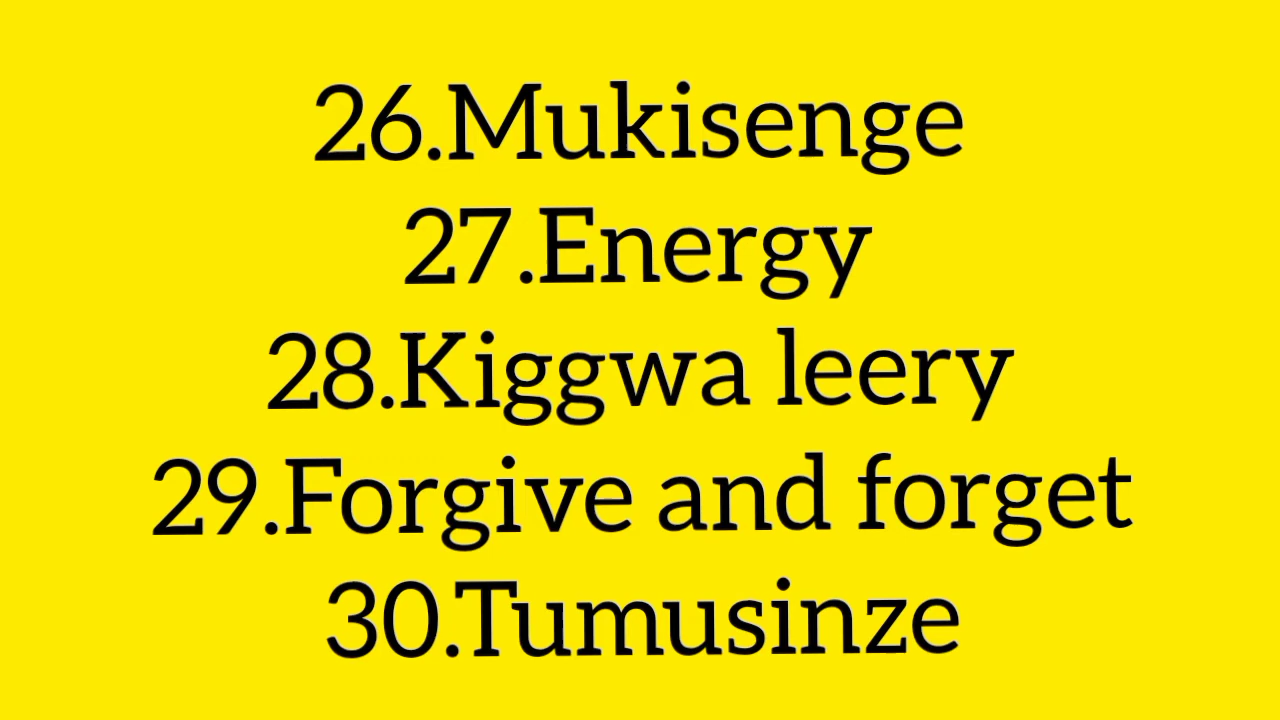 26.Mukisenge
27.Energy
28.Kiggwa leery
29.Forgive and forget
30.Tumusinze